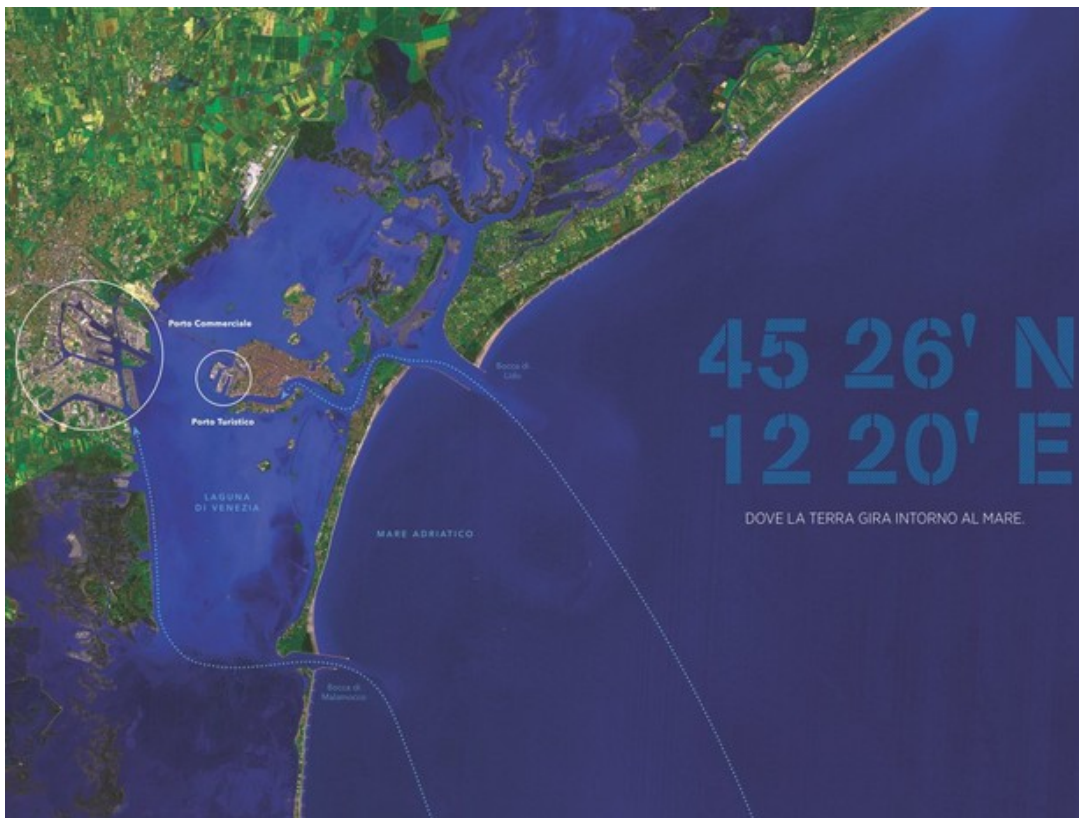 Porto Commerciale
Bocca di
Lido
45 26' N
12 20' E
Porto Turistico
LAGUNA
DI VENEZIA
DOVE LA TERRA GIRA INTORNO AL MARE.
MARE ADRIATICO
Bocca di
Malamocco